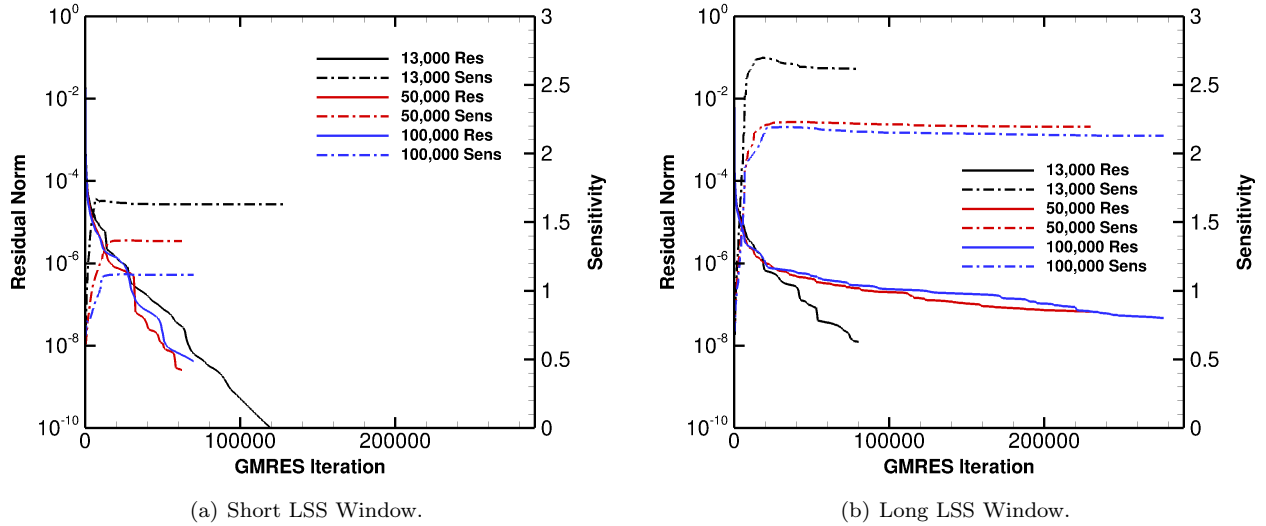 10^0
10^-2
10^-4
10^-6
10^-8
10^-10
Residual Norm
0
100000
200000
GMRES Iteration
3
2.5
2
1.5
1
0.5
0
Sensitivity
13,000 Res
13,000 Sens
50,000 Res
50,000 Sens
100,000 Res
100,000 Sens
(a) Short LSS Window.
10^0
10^-2
10^-4
10^-6
10^-8
10^-10
Residual Norm
0
100000
200000
GMRES Iteration
3
2.5
2
1.5
1
0.5
0
Sensitivity
13,000 Res
13,000 Sens
50,000 Res
50,000 Sens
100,000 Res
100,000 Sens
(b) Long LSS Window.